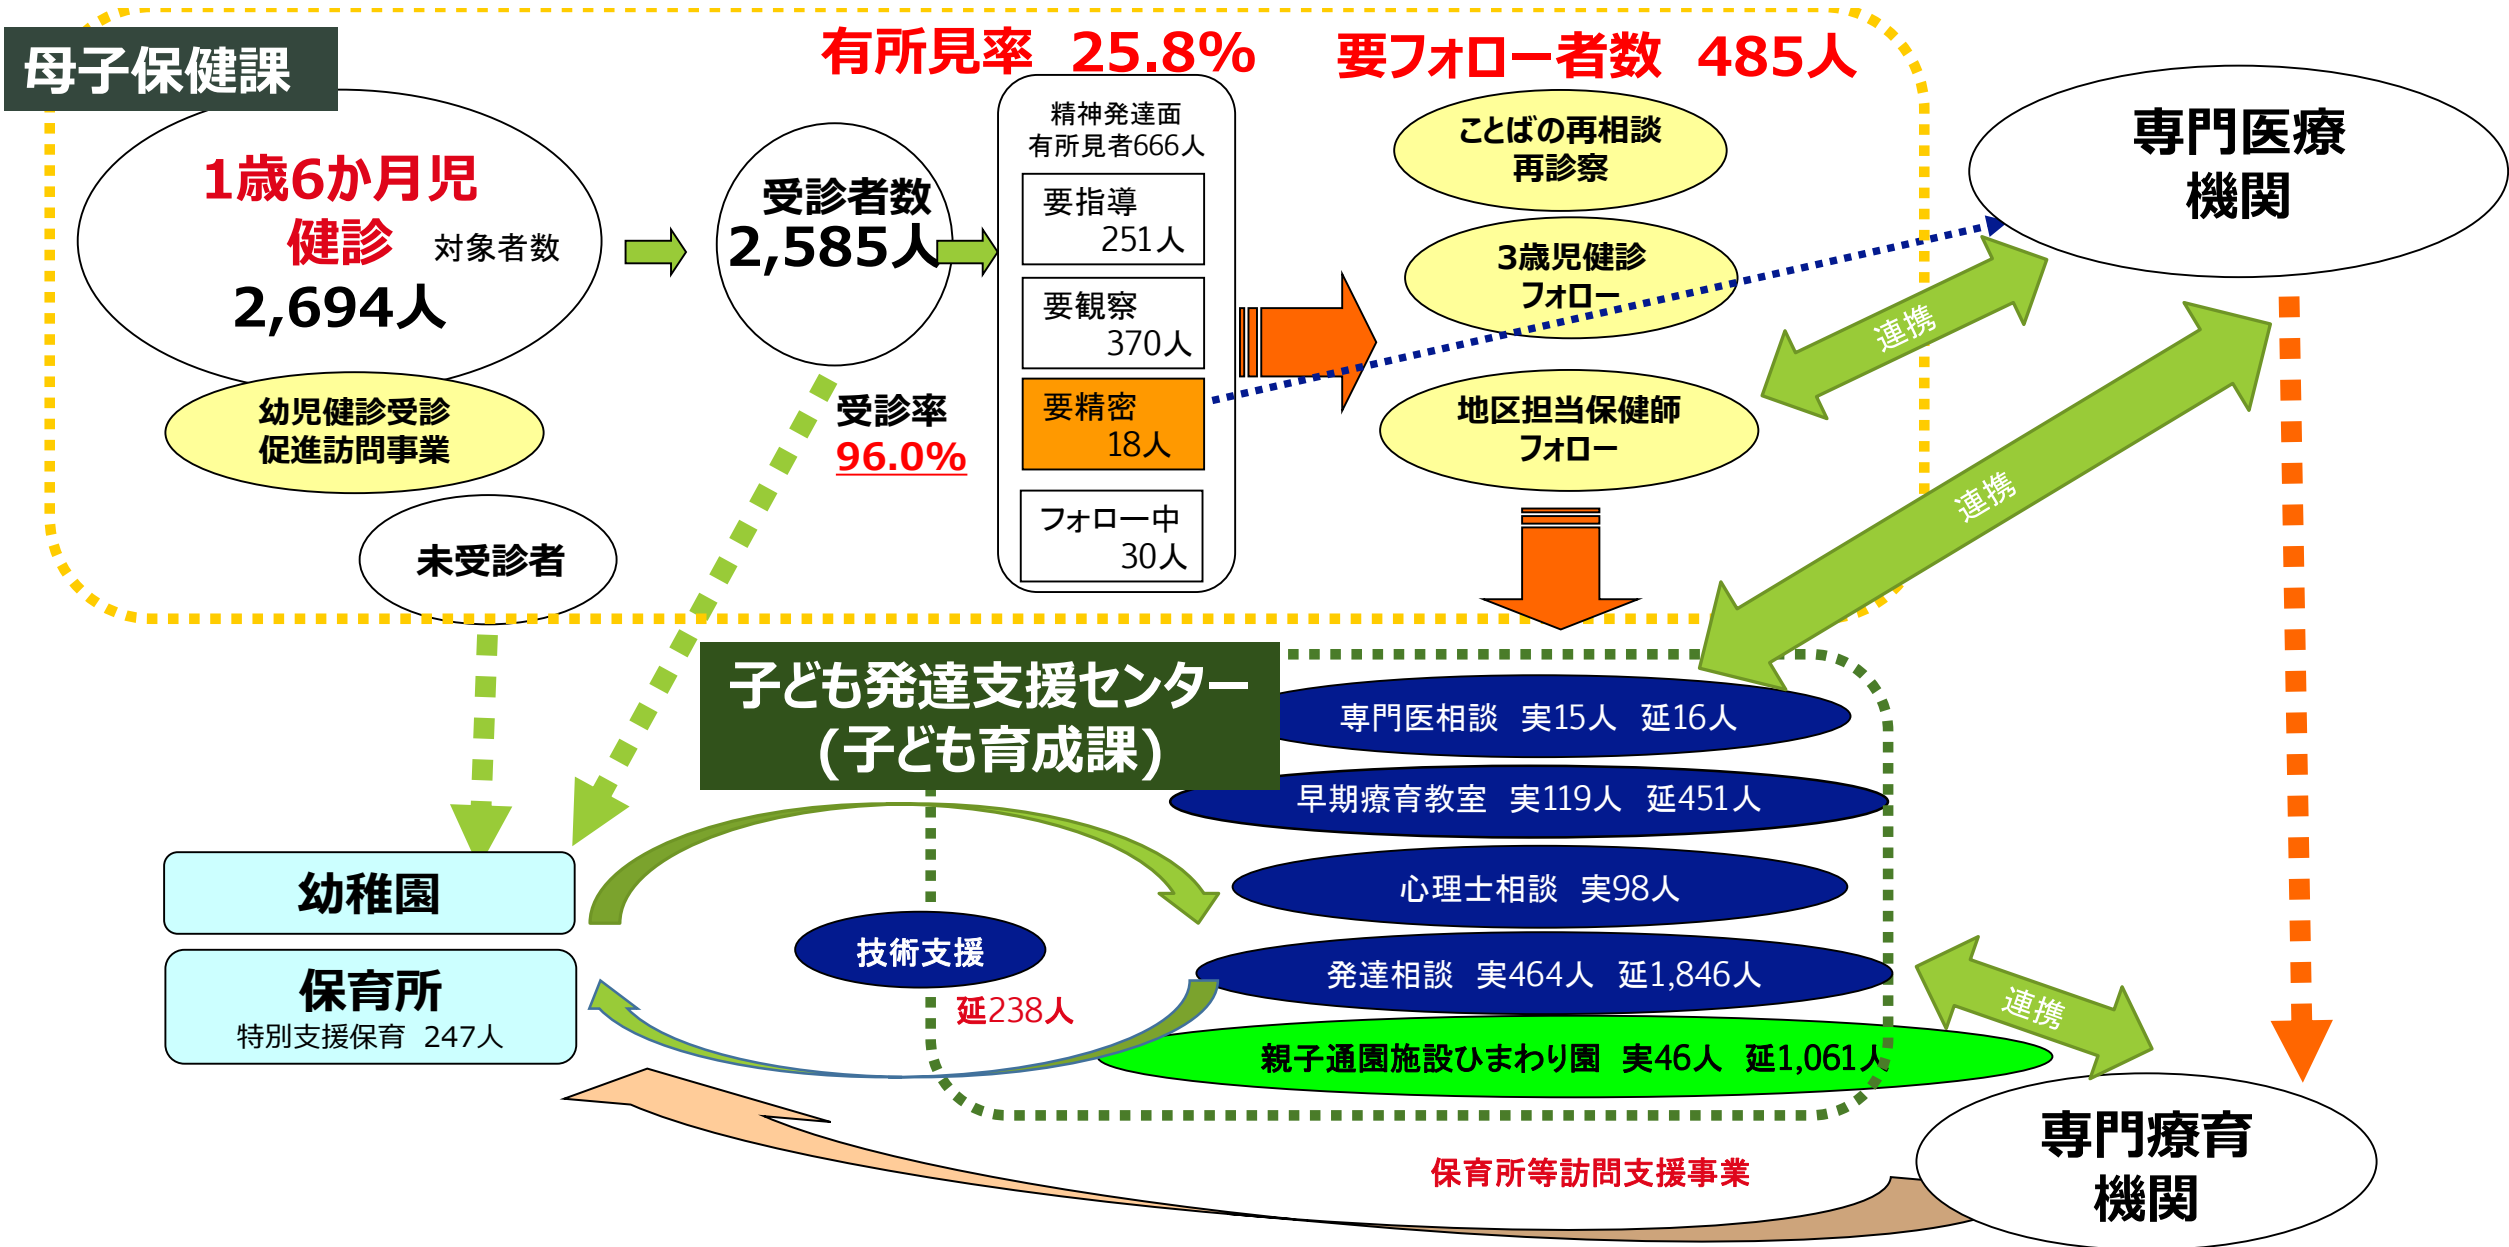 母子保健課
有所見率 25.8%
要フォロー者数 485人
1歳6か月児
健診 対象者数
2,694人
幼児健診受診
促進訪問事業
未受診者
受診者数
2,585人
受診率
96.0%
精神発達面
有所見者666人
要指導
251人
要観察
370人
要精密
18人
フォロー中
30人
ことばの再相談
再診察
3歳児健診
フォロー
地区担当保健師
フォロー
専門医療
機関
連携
連携
子ども発達支援センター
(子ども育成課)
専門医相談 実15人 延16人
早期療育教室 実119人 延451人
心理士相談 実98人
発達相談 実464人 延1,846人
親子通園施設ひまわり園 実46人 延1,061人
幼稚園
保育所
特別支援保育 247人
技術支援
延238人
連携
保育所等訪問支援事業
専門療育
機関